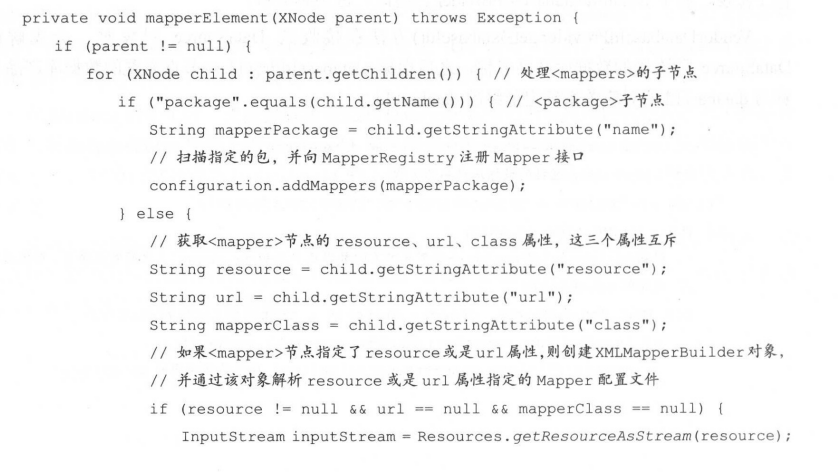 private void mapperElement(XNode parent) throws Exception {
if (parent != null) {
for (XNode child : parent.getChildren()) { // 处理<mappers>的子节点
if ("package".equals(child.getName())) { // <package>子节点
String mapperPackage = child.getStringAttribute("name");
// 扫描指定的包，并向 MapperRegistry 注册 Mapper 接口
configuration.addMappers(mapperPackage);
} else {
// 获取<mapper>节点的 resource、url、class 属性，这三个属性互斥
String resource = child.getStringAttribute("resource");
String url = child.getStringAttribute("url");
String mapperClass = child.getStringAttribute("class");
// 如果<mapper>节点指定了 resource 或是 url 属性,则创建 XMLMapperBuilder 对象，
// 并通过该对象解析 resource 或是 url 属性指定的 Mapper 配置文件
if (resource != null && url == null && mapperClass == null) {
InputStream inputStream = Resources.getResourceAsStream(resource);